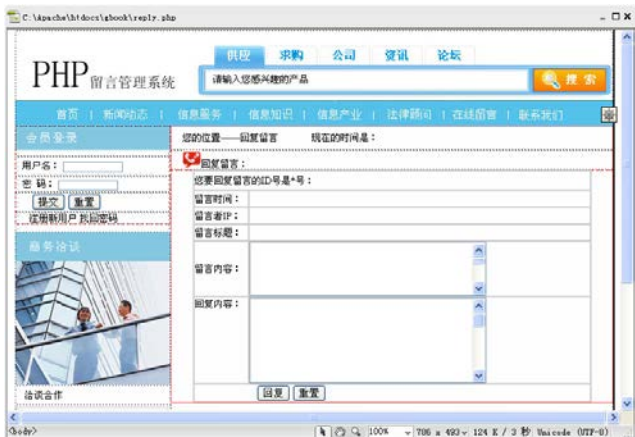 C:\Apache\htdocs\gbook\reply.php
供应 求购 公司 资讯 论坛
PHP留言管理系统
请输入您感兴趣的产品
搜索
首页 | 新闻动态 | 信息服务 | 信息知识 | 信息产业 | 法律顾问 | 在线留言 | 联系我们
会员登录
您的位置——回复留言 现在的时间是：
回复留言：
用户名：
密 码：
提交 重置
注册新用户 找回密码
您要回复留言的ID号是*号：
留言时间：
留言者IP：
留言标题：
商务洽谈
留言内容：
回复内容：
洽谈合作
回复 重置
<body>
100% 706 x 493 124 K / 3 秒 Unicode (UTF-8)